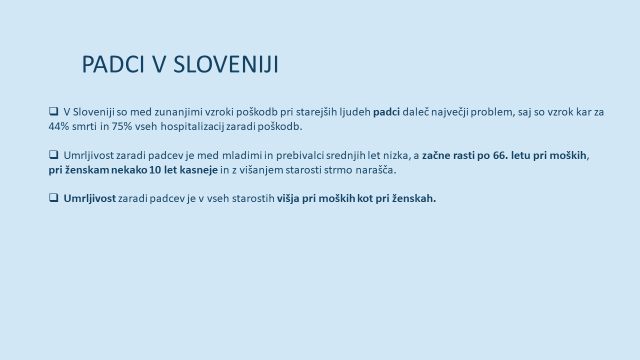 PADCI V SLOVENIJI
❑ V Sloveniji so med zunanjimi vzroki poškodb pri starejših ljudeh padci daleč največji problem, saj so vzrok kar za
44% smrti in 75% vseh hospitalizacij zaradi poškodb.
❑ Umrljivost zaradi padcev je med mladimi in prebivalci srednjih let nizka, a začne rasti po 66. letu pri moških,
pri ženskam nekako 10 let kasneje in z višanjem starosti strmo narašča.
❑ Umrljivost zaradi padcev je v vseh starostih višja pri moških kot pri ženskah.